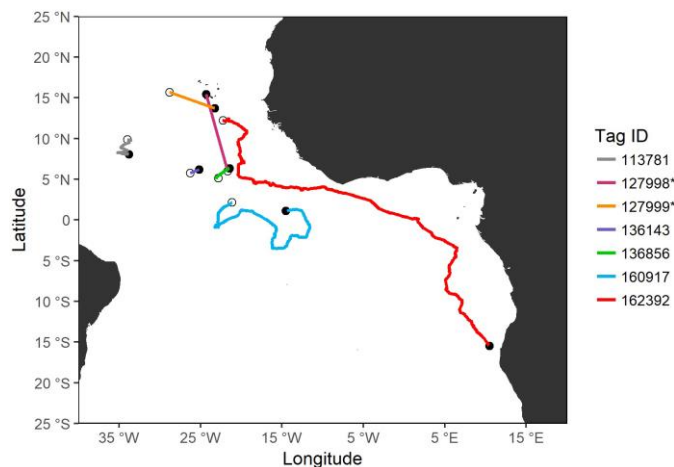 25 °N
20 °N
15 °N
10 °N
5 °N
0
5 °S
10 °S
15 °S
20 °S
25 °S
Latitude
35 °W
25 °W
15 °W
5 °W
5 °E
15 °E
Longitude
Tag ID
113781
127998*
127999*
136143
136856
160917
162392